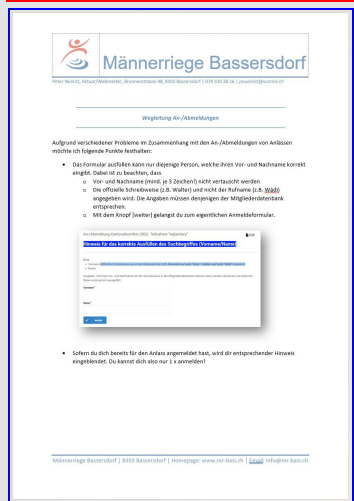 Männerriege Bassersdorf
Wegleitung An-/Abmeldungen
Aufgrund verschiedener Probleme im Zusammenhang mit den An-/Abmeldungen von Anlässen
möchte ich folgende Punkte festhalten:
• Das Formular ausfüllen kann nur diejenige Person, welche ihren Vor- und Nachname korrekt
eingibt. Dabei ist zu beachten, dass
o Vor- und Nachname (mind. je 3 Zeichen!) nicht vertauscht werden
o Die offizielle Schreibweise (z.B. Walter) und nicht der Rufname (z.B. Wädi)
angegeben wird. Die Angaben müssen denjenigen der Mitgliederdatenbank
entsprechen.
o Mit dem Knopf [weiter] gelangst du zum eigentlichen Anmeldeformular.
Hinweis für das korrekte Ausfüllen des Suchbegriffes (Vorname/Name)
Vorname *
Name *
• Sofern du dich bereits für den Anlass angemeldet hast, wird dir entsprechender Hinweis
eingeblendet. Du kannst dich also nur 1 x anmelden!
Männerriege Bassersdorf | 8303 Bassersdorf | Homepage: www.mr-basi.ch | Email: info@mr-basi.ch